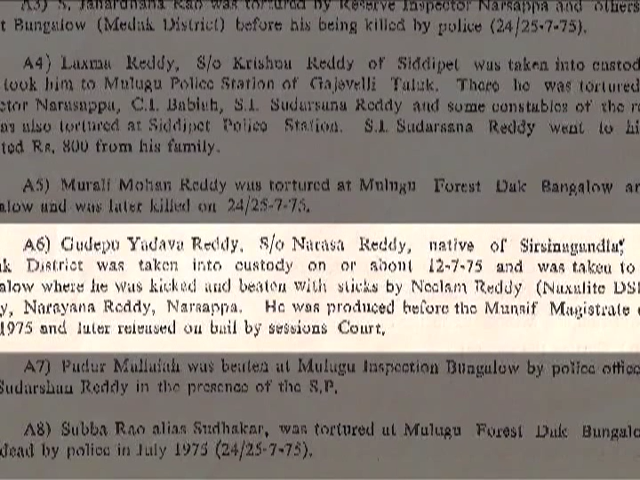 A3) S. Janardhana Rao was tortured by Reserve Inspector Narsappa and others
t Bungalow (Medak District) before his being killed by police (24/25-7-75).
A4) Laxma Reddy, S/o Krishna Reddy of Siddipet was taken into custod
took him to Mulugu Police Station of Gajevelli Taluk. There he was tortured
ctor Narasappa, C.I. Babiah, S.I. Sudarsana Reddy and some constables of the re
as also tortured at Siddipet Police Station. S.I. Sudarsana Reddy went to hi
ted Rs. 800 from his family.
A5) Murali Mohan Reddy was tortured at Mulugu Forest Dak Bangalow an
alow and was later killed on 24/25-7-75.
A6) Gudepu Yadava Reddy, S/o Narasa Reddy, native of Sirsinagundla,
ak District was taken into custody on or about 12-7-75 and was taken to
alow where he was kicked and beaten with sticks by Neelam Reddy (Naxalite DS
y, Narayana Reddy, Narsappa. He was produced before the Munsif Magistrate
1975 and later released on bail by sessions Court.
A7) Pudur Mallaiah was beaten at Mulugu Inspection Bungalow by police office
Sudarshan Reddy in the presence of the S.P.
A8) Subba Rao alias Sudhakar, was tortured at Mulugu Forest Dak Bungalo
dead by police in July 1975 (24/25-7-75).